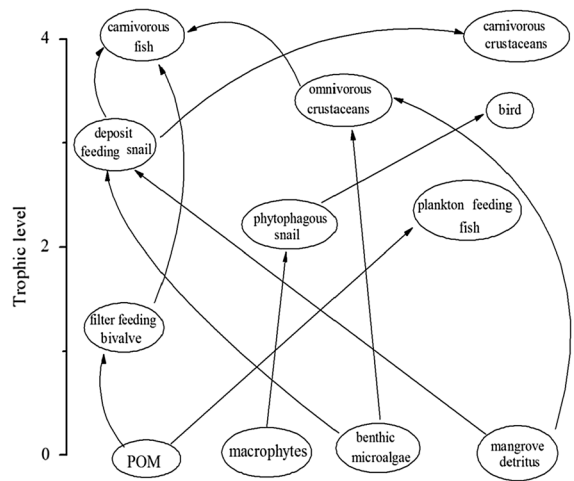 4
carnivorous
fish
carnivorous
crustaceans
omnivorous
crustaceans
bird
deposit
feeding snail
phytophagous
snail
plankton feeding
fish
2
Trophic level
filter feeding
bivalve
0
POM
macrophytes
benthic
microalgae
mangrove
detritus